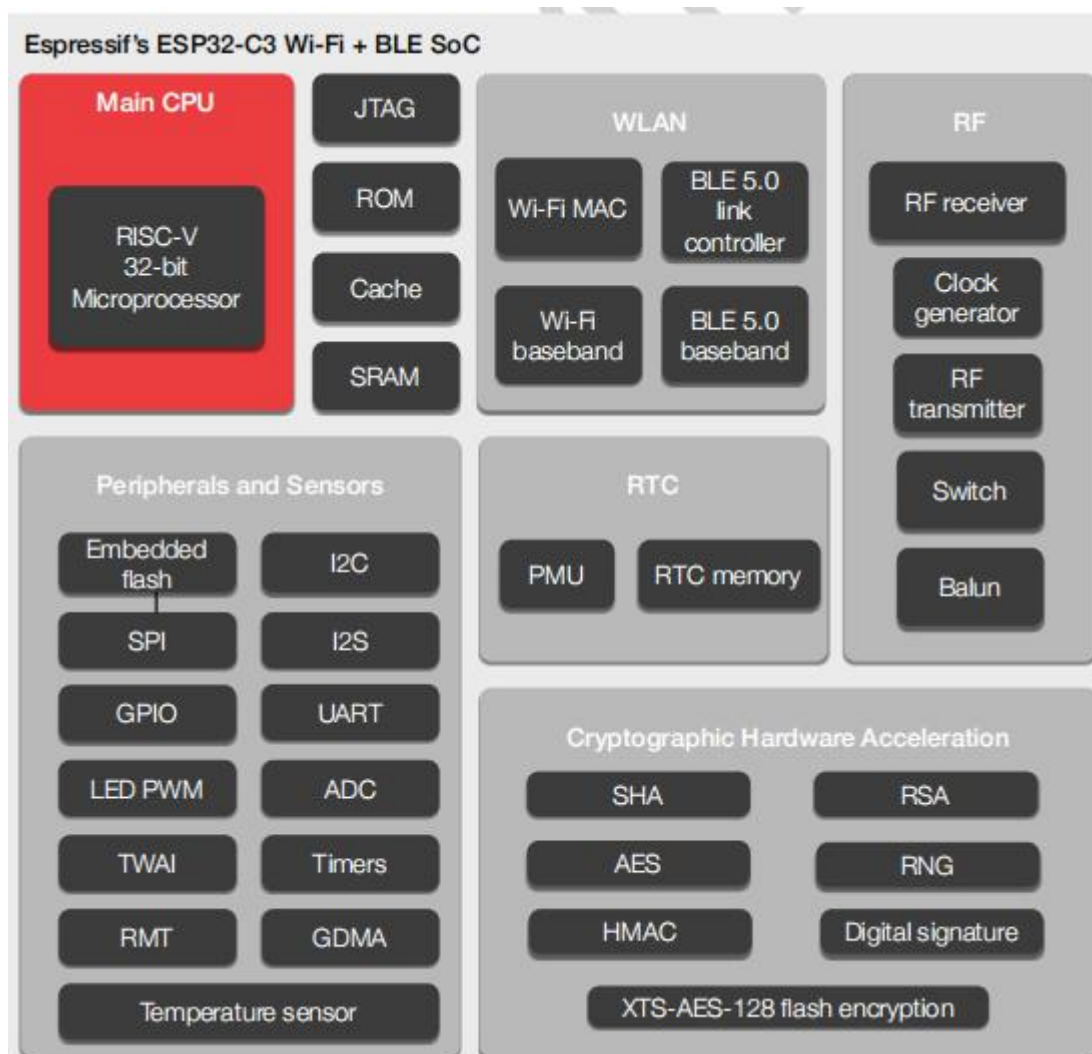 Espressif's ESP32-C3 Wi-Fi + BLE SoC
Main CPU
RISC-V
32-bit
Microprocessor
JTAG
ROM
Cache
SRAM
WLAN
Wi-Fi MAC
BLE 5.0
link
controller
Wi-Fi
baseband
BLE 5.0
baseband
RF
RF receiver
Clock
generator
RF
transmitter
Switch
Balun
Peripherals and Sensors
Embedded
flash
I2C
SPI
I2S
GPIO
UART
LED PWM
ADC
TWAI
Timers
RMT
GDMA
Temperature sensor
RTC
PMU
RTC memory
Cryptographic Hardware Acceleration
SHA
RSA
AES
RNG
HMAC
Digital signature
XTS-AES-128 flash encryption